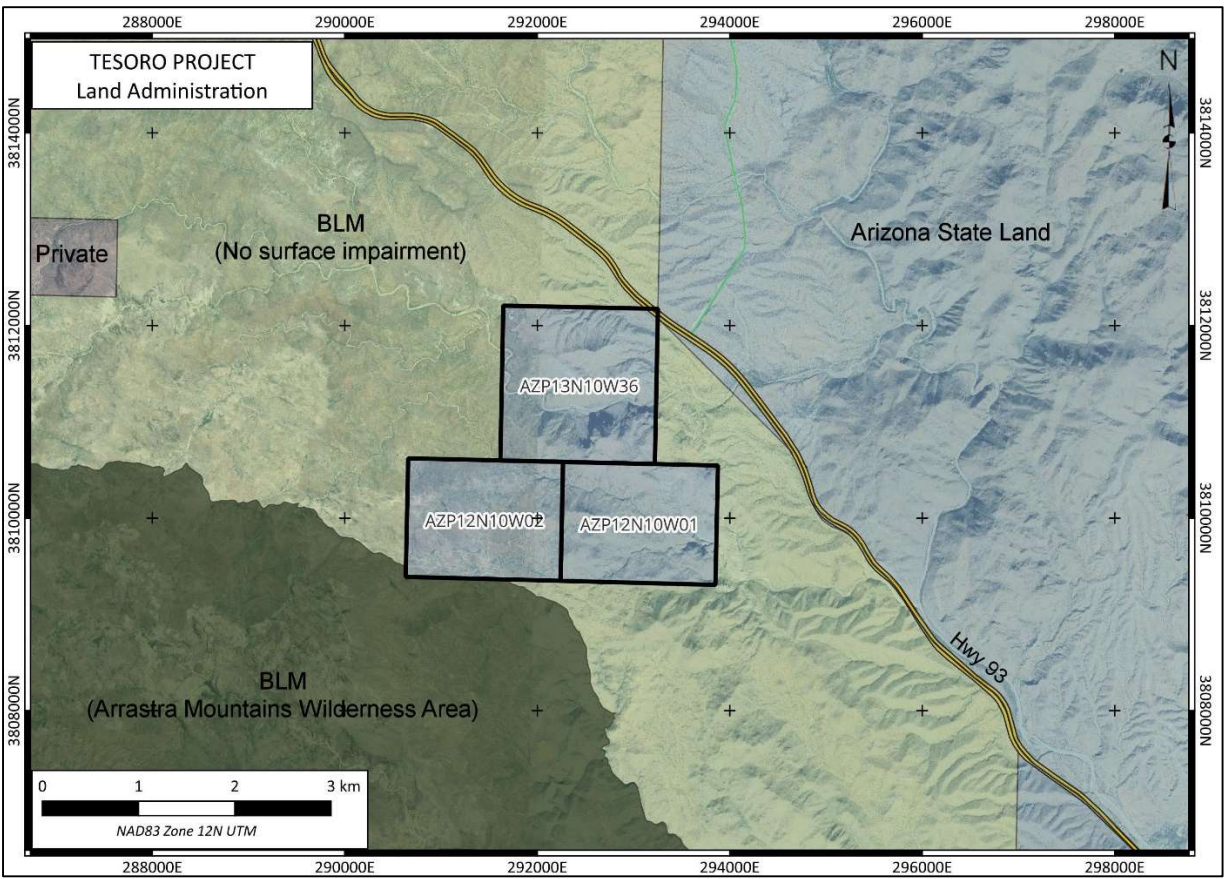 288000E
290000E
292000E
294000E
296000E
298000E
TESORO PROJECT
Land Administration
N
3814000N
3814000N
BLM
(No surface impairment)
Private
Arizona State Land
3812000N
3812000N
AZP13N10W36
AZP12N10W02
AZP12N10W01
3810000N
3810000N
Hwy 93
BLM
(Arrastra Mountains Wilderness Area)
3808000N
3808000N
0 1 2 3 km
NAD83 Zone 12N UTM
288000E
290000E
292000E
294000E
296000E
298000E